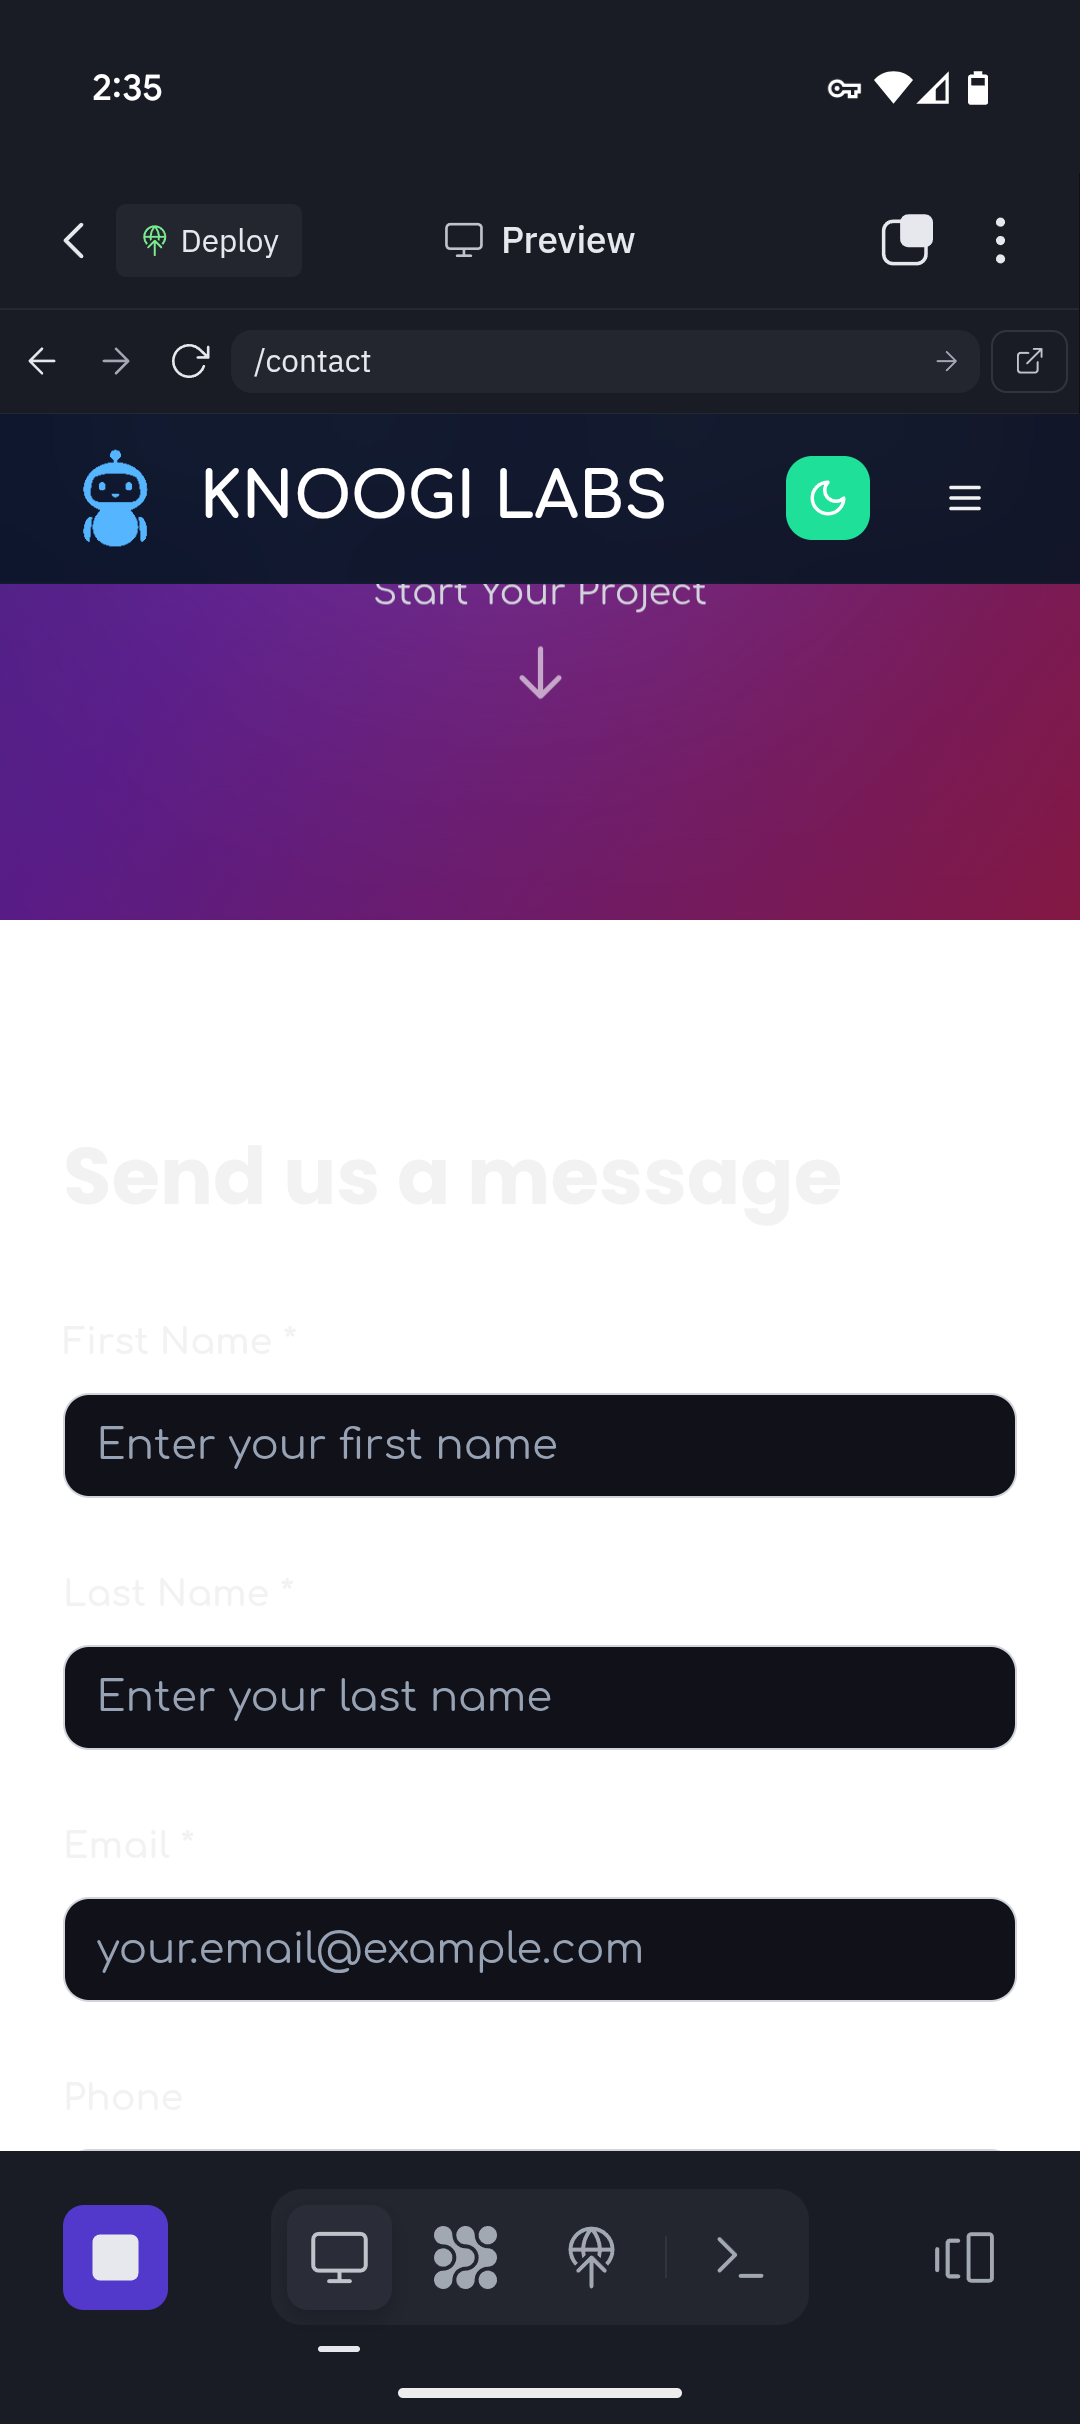 2:35
Deploy
Preview
/contact
KNOOGI LABS
Start Your Project
Send us a message
First Name *
Enter your first name
Last Name *
Enter your last name
Email *
your.email@example.com
Phone